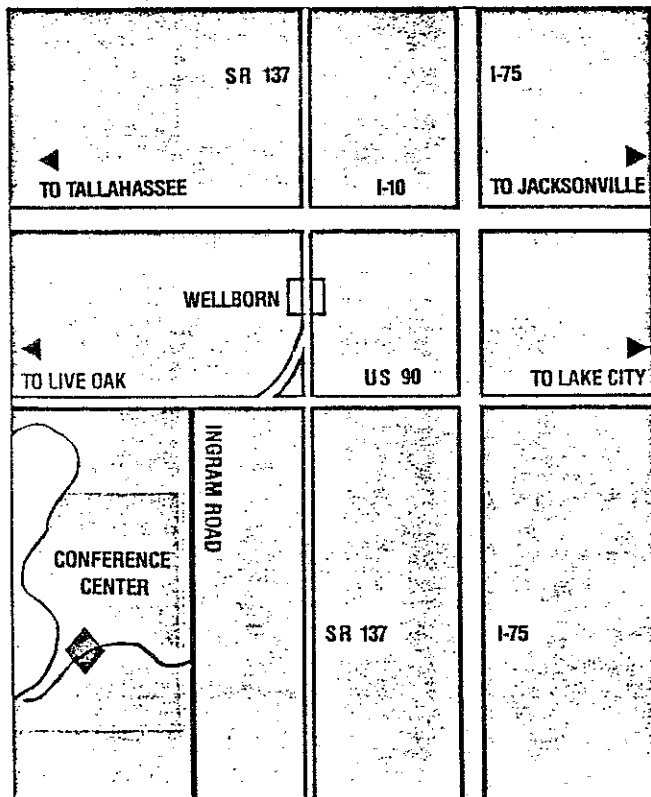 SR 137
I-75
TO TALLAHASSEE
I-10
TO JACKSONVILLE
WELLBORN
TO LIVE OAK
US 90
TO LAKE CITY
INGRAM ROAD
CONFERENCE
CENTER
SR 137
I-75